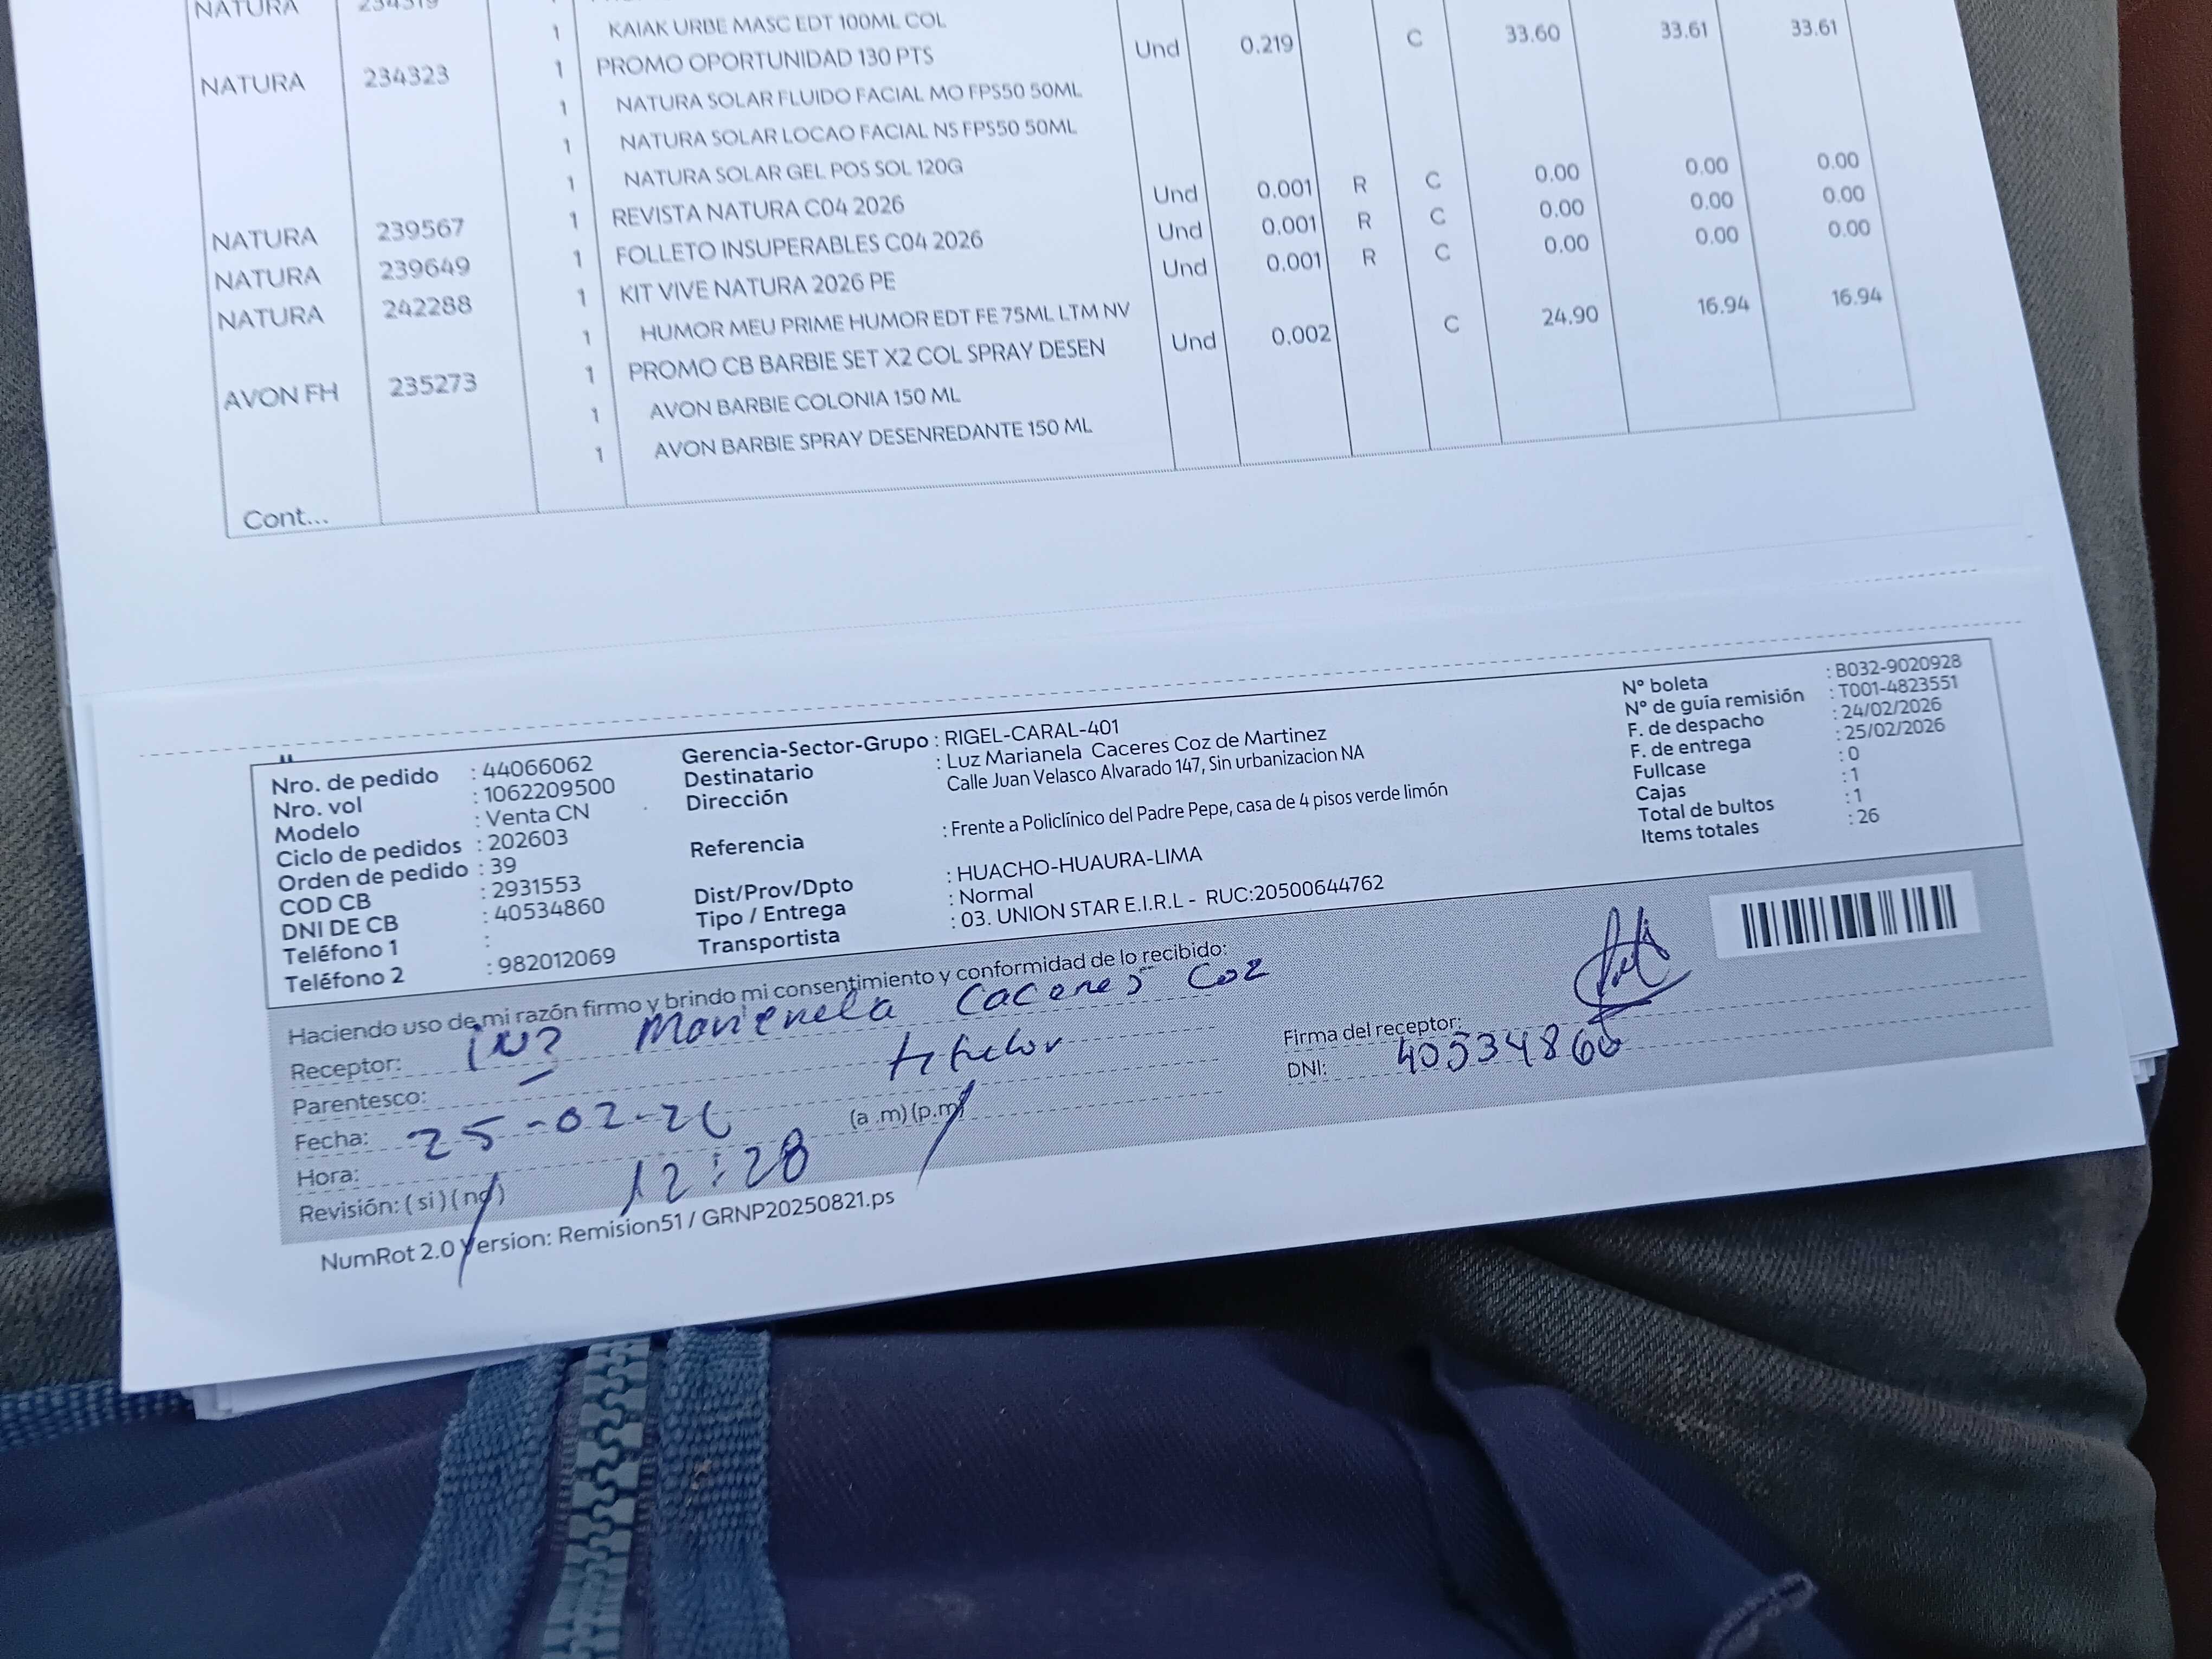 NATURA 234319
1 KAIAK URBE MASC EDT 100ML COL
NATURA 234323 1 PROMO OPORTUNIDAD 130 PTS Und 0.219 C 33.60 33.61 33.61
1 NATURA SOLAR FLUIDO FACIAL MO FPS50 50ML
1 NATURA SOLAR LOCAO FACIAL NS FPS50 50ML
1 NATURA SOLAR GEL POS SOL 120G
NATURA 239567 1 REVISTA NATURA C04 2026 Und 0.001 R C 0.00 0.00 0.00
NATURA 239649 1 FOLLETO INSUPERABLES C04 2026 Und 0.001 R C 0.00 0.00 0.00
NATURA 242288 1 KIT VIVE NATURA 2026 PE Und 0.001 R C 0.00 0.00 0.00
1 HUMOR MEU PRIME HUMOR EDT FE 75ML LTM NV
AVON FH 235273 1 PROMO CB BARBIE SET X2 COL SPRAY DESEN Und 0.002 C 24.90 16.94 16.94
1 AVON BARBIE COLONIA 150 ML
1 AVON BARBIE SPRAY DESENREDANTE 150 ML
Cont...
Nro. de pedido : 44066062
Nro. vol : 1062209500
Modelo : Venta CN
Ciclo de pedidos : 202603
Orden de pedido : 39
COD CB : 2931553
DNI DE CB : 40534860
Teléfono 1 :
Teléfono 2 : 982012069
Gerencia-Sector-Grupo : RIGEL-CARAL-401
Destinatario : Luz Marianela Caceres Coz de Martinez
Dirección Calle Juan Velasco Alvarado 147, Sin urbanizacion NA
Referencia : Frente a Policlínico del Padre Pepe, casa de 4 pisos verde limón
Dist/Prov/Dpto : HUACHO-HUAURA-LIMA
Tipo / Entrega : Normal
Transportista : 03. UNION STAR E.I.R.L - RUC:20500644762
N° boleta : B032-9020928
N° de guía remisión : T001-4823551
F. de despacho : 24/02/2026
F. de entrega : 25/02/2026
Fullcase : 0
Cajas : 1
Total de bultos : 1
Items totales : 26
Haciendo uso de mi razón firmo y brindo mi consentimiento y conformidad de lo recibido:
Receptor: Luz Marienela Caceres Coz
Parentesco: titular
Fecha: 25-02-26
Hora: 12:28 (a .m) (p.m)
Revisión: ( si ) ( no )
Firma del receptor:
DNI: 40534860
NumRot 2.0 Version: Remision51 / GRNP20250821.ps